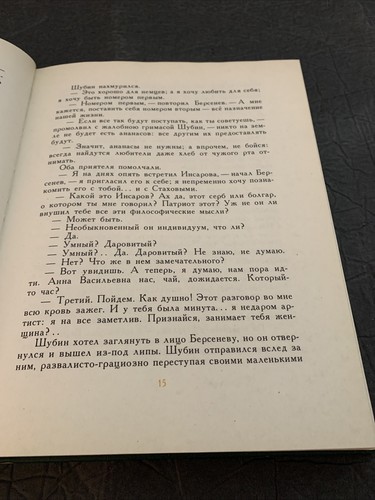 Шубин нахмурился.
— Это хорошо для немцев; а я хочу любить для себя;
я хочу быть номером первым.
— Номером первым, — повторил Берсенев. — А мне
кажется, поставить себя номером вторым — всё назначение
нашей жизни.
— Если все так будут поступать, как ты советуешь, —
промолвил с жалобною гримасой Шубин, — никто на зем-
ле не будет есть ананасов: все другим их предоставлять
будут.
— Значит, ананасы не нужны; а впрочем, не бойся:
всегда найдутся любители даже хлеб от чужого рта отни-
мать.
Оба приятеля помолчали.
— Я на днях опять встретил Инсарова, — начал Бер-
сенев, — я пригласил его к себе; я непременно хочу позна-
комить его с тобой... и с Стаховыми.
— Какой это Инсаров? Ах да, этот серб или болгар,
о котором ты мне говорил? Патриот этот? Уж не он ли
внушил тебе все эти философические мысли?
— Может быть.
— Необыкновенный он индивидуум, что ли?
— Да.
— Умный? Даровитый?
— Умный?.. Да. Даровитый? Не знаю, не думаю.
— Нет? Что же в нем замечательного?
— Вот увидишь. А теперь, я думаю, нам пора ид-
ти. Анна Васильевна нас, чай, дожидается. Который-
то час?
— Третий. Пойдем. Как душно! Этот разговор во мне
всю кровь зажег. И у тебя была минута... я недаром ар-
тист: я на все заметлив. Признайся, занимает тебя жен-
щина?..
Шубин хотел заглянуть в лицо Берсеневу, но он отвер-
нулся и вышел из-под липы. Шубин отправился вслед за
ним, развалисто-грациозно переступая своими маленькими
15